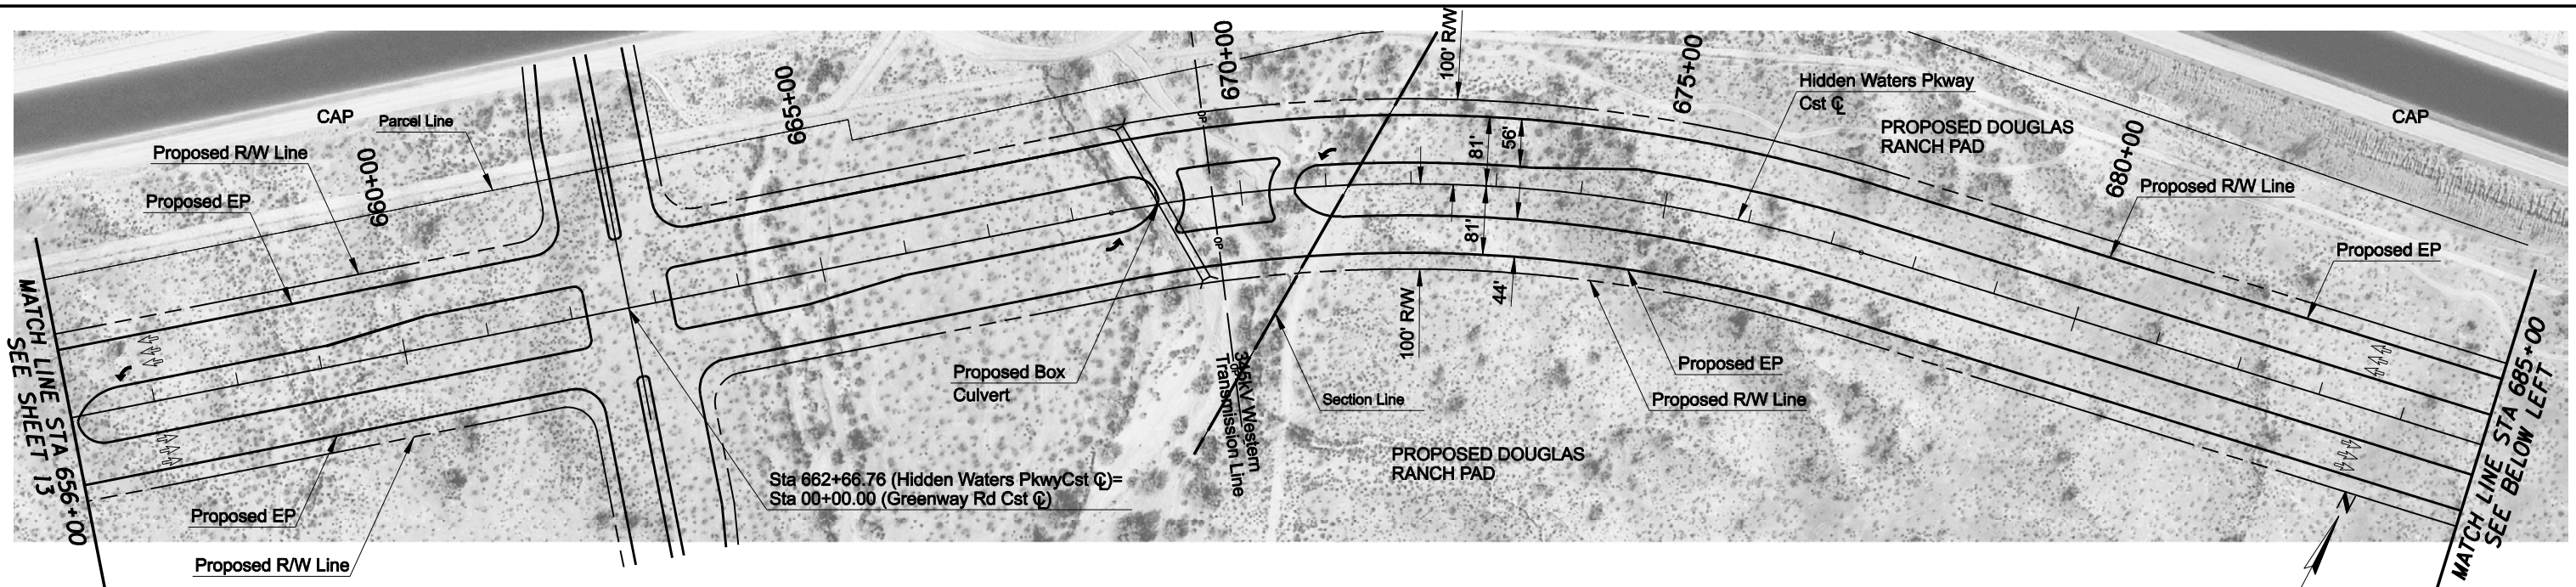 CAP
Parcel Line
Proposed R/W Line
Proposed EP
660+00
665+00
670+00
100' R/W
675+00
81'
56'
Hidden Waters Pkway
Cst ℄
PROPOSED DOUGLAS
RANCH PAD
680+00
CAP
Proposed R/W Line
Proposed EP
MATCH LINE STA 656+00
SEE SHEET 13
Proposed EP
Proposed R/W Line
Sta 662+66.76 (Hidden Waters PkwyCst ℄)=
Sta 00+00.00 (Greenway Rd Cst ℄)
Proposed Box
Culvert
OP
OP
OP
345kV Western
Transmission Line
Section Line
81'
44'
100' R/W
Proposed EP
Proposed R/W Line
PROPOSED DOUGLAS
RANCH PAD
N
MATCH LINE STA 685+00
SEE BELOW LEFT